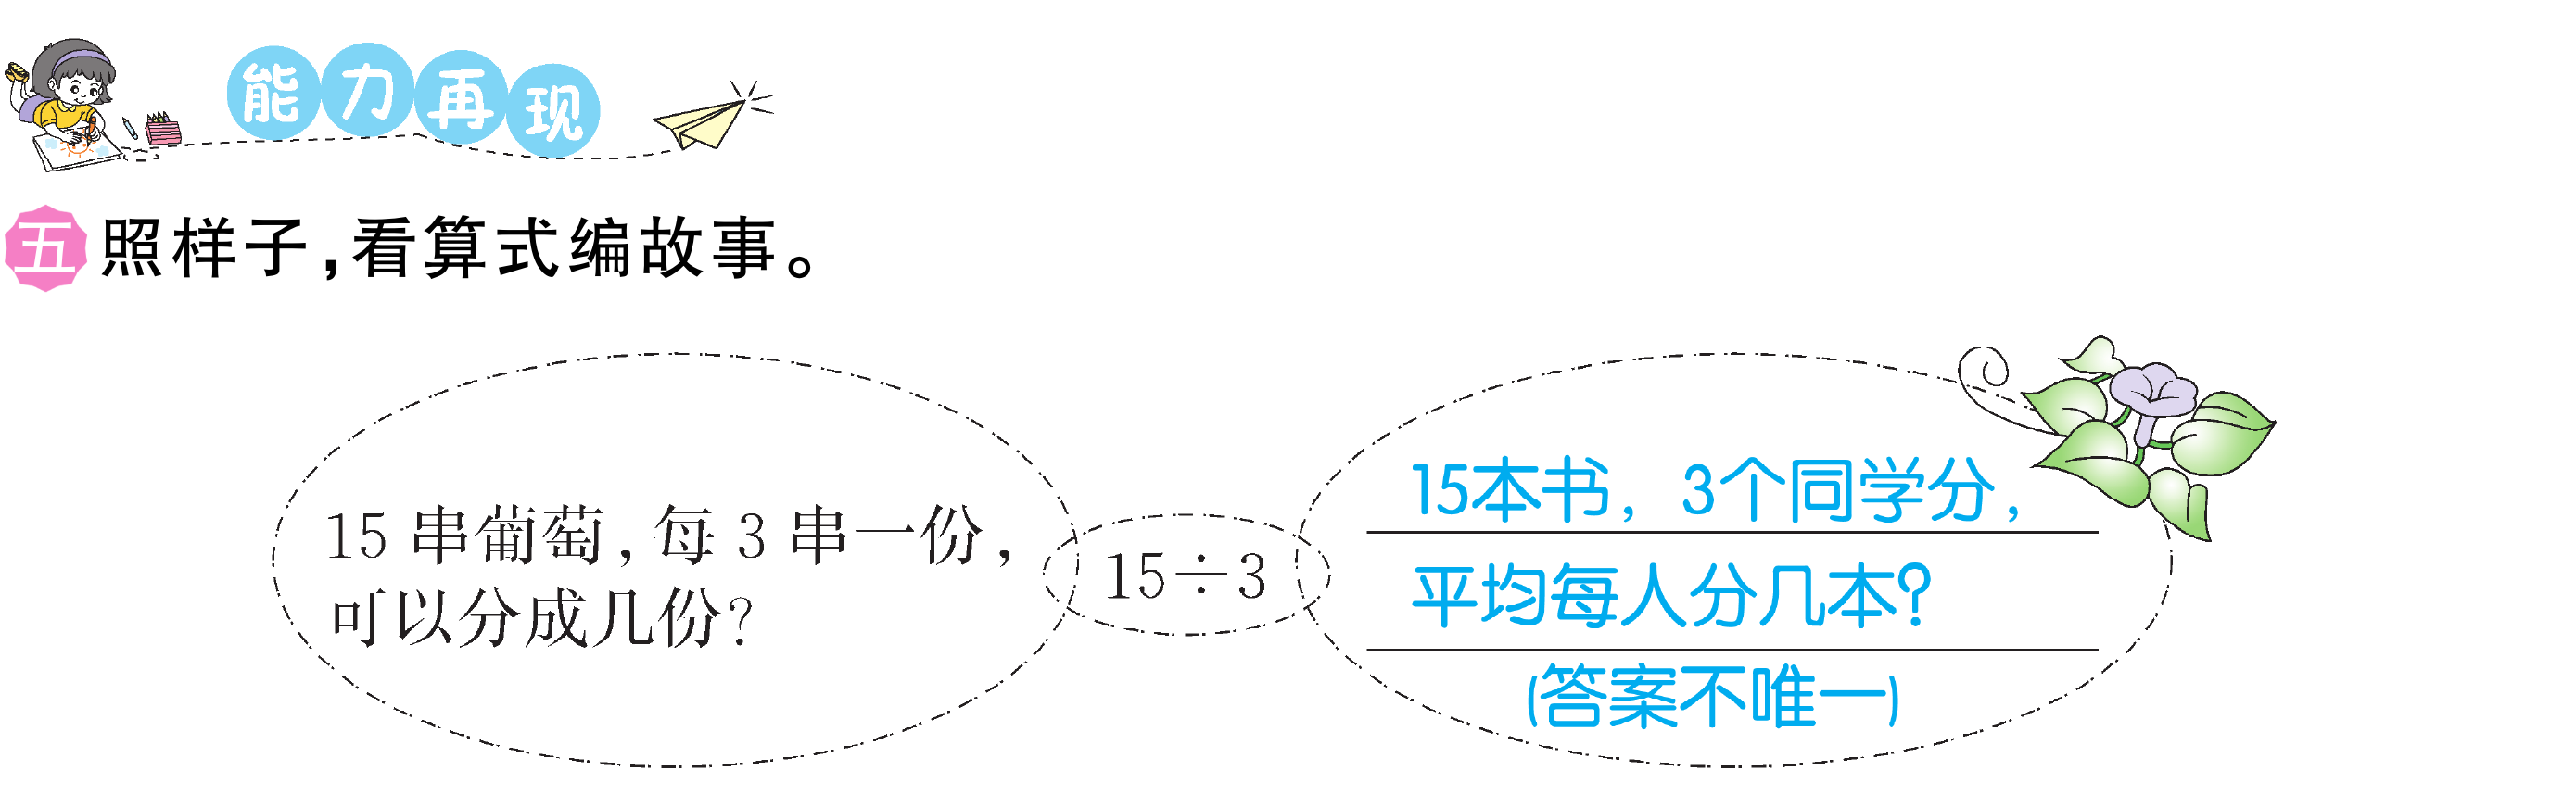 能力再现
五 照样子,看算式编故事。
15 串葡萄,每 3 串一份,
可以分成几份?
15÷3
15本书,3个同学分,
平均每人分几本?
(答案不唯一)